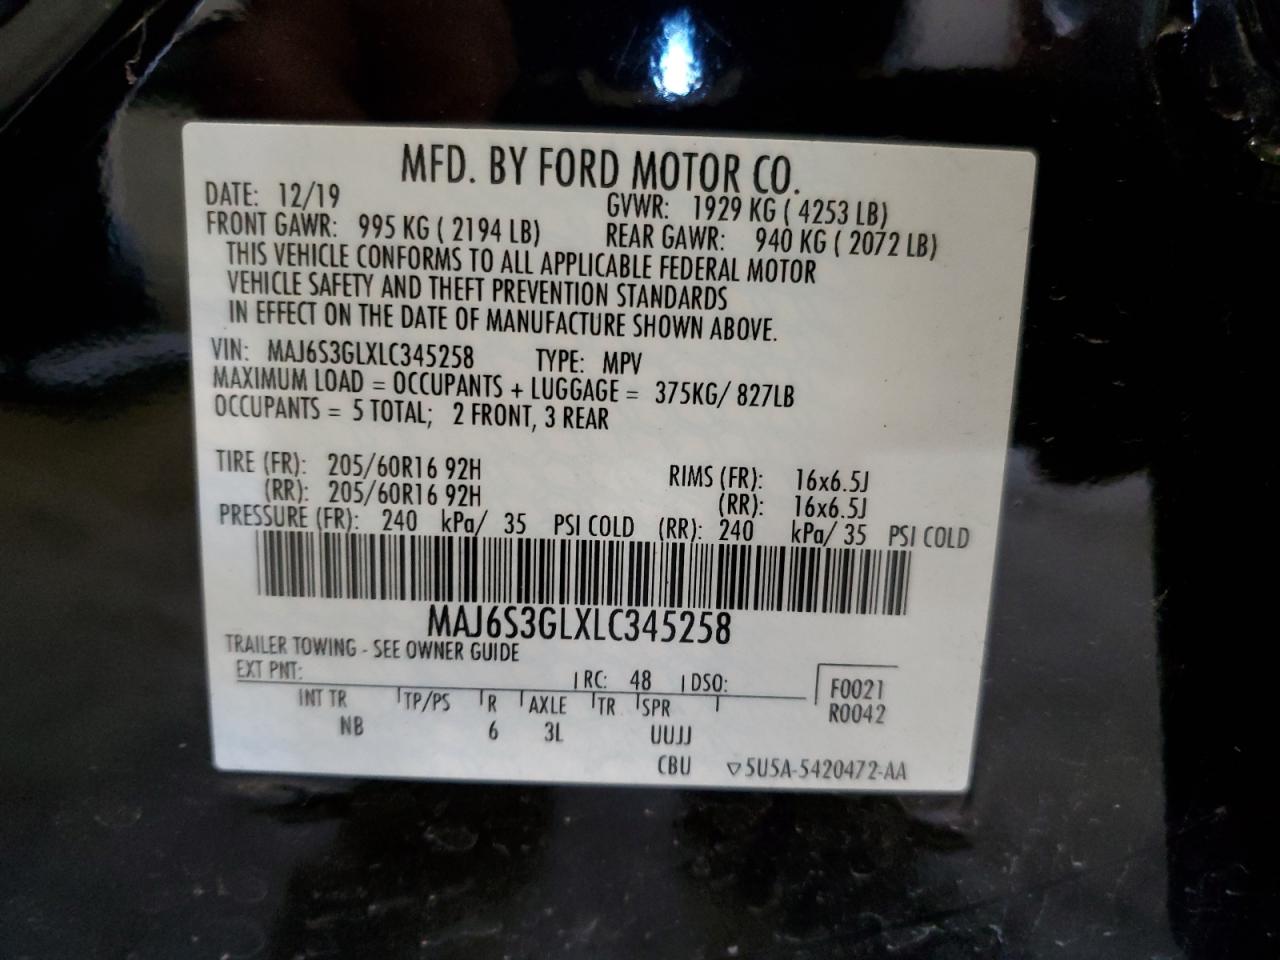 MFD. BY FORD MOTOR CO.
DATE: 12/19 GVWR: 1929 KG ( 4253 LB)
FRONT GAWR: 995 KG ( 2194 LB) REAR GAWR: 940 KG ( 2072 LB)
THIS VEHICLE CONFORMS TO ALL APPLICABLE FEDERAL MOTOR
VEHICLE SAFETY AND THEFT PREVENTION STANDARDS
IN EFFECT ON THE DATE OF MANUFACTURE SHOWN ABOVE.
VIN: MAJ6S3GLXLC345258 TYPE: MPV
MAXIMUM LOAD = OCCUPANTS + LUGGAGE = 375KG/ 827LB
OCCUPANTS = 5 TOTAL; 2 FRONT, 3 REAR
TIRE (FR): 205/60R16 92H RIMS (FR): 16x6.5J
(RR): 205/60R16 92H (RR): 16x6.5J
PRESSURE (FR): 240 kPa/ 35 PSI COLD (RR): 240 kPa/ 35 PSI COLD
MAJ6S3GLXLC345258
TRAILER TOWING - SEE OWNER GUIDE
EXT PNT: RC: 48 DSO: F0021
INT TR TP/PS R AXLE TR SPR R0042
NB 6 3L UUJJ
CBU ▽5U5A-5420472-AA